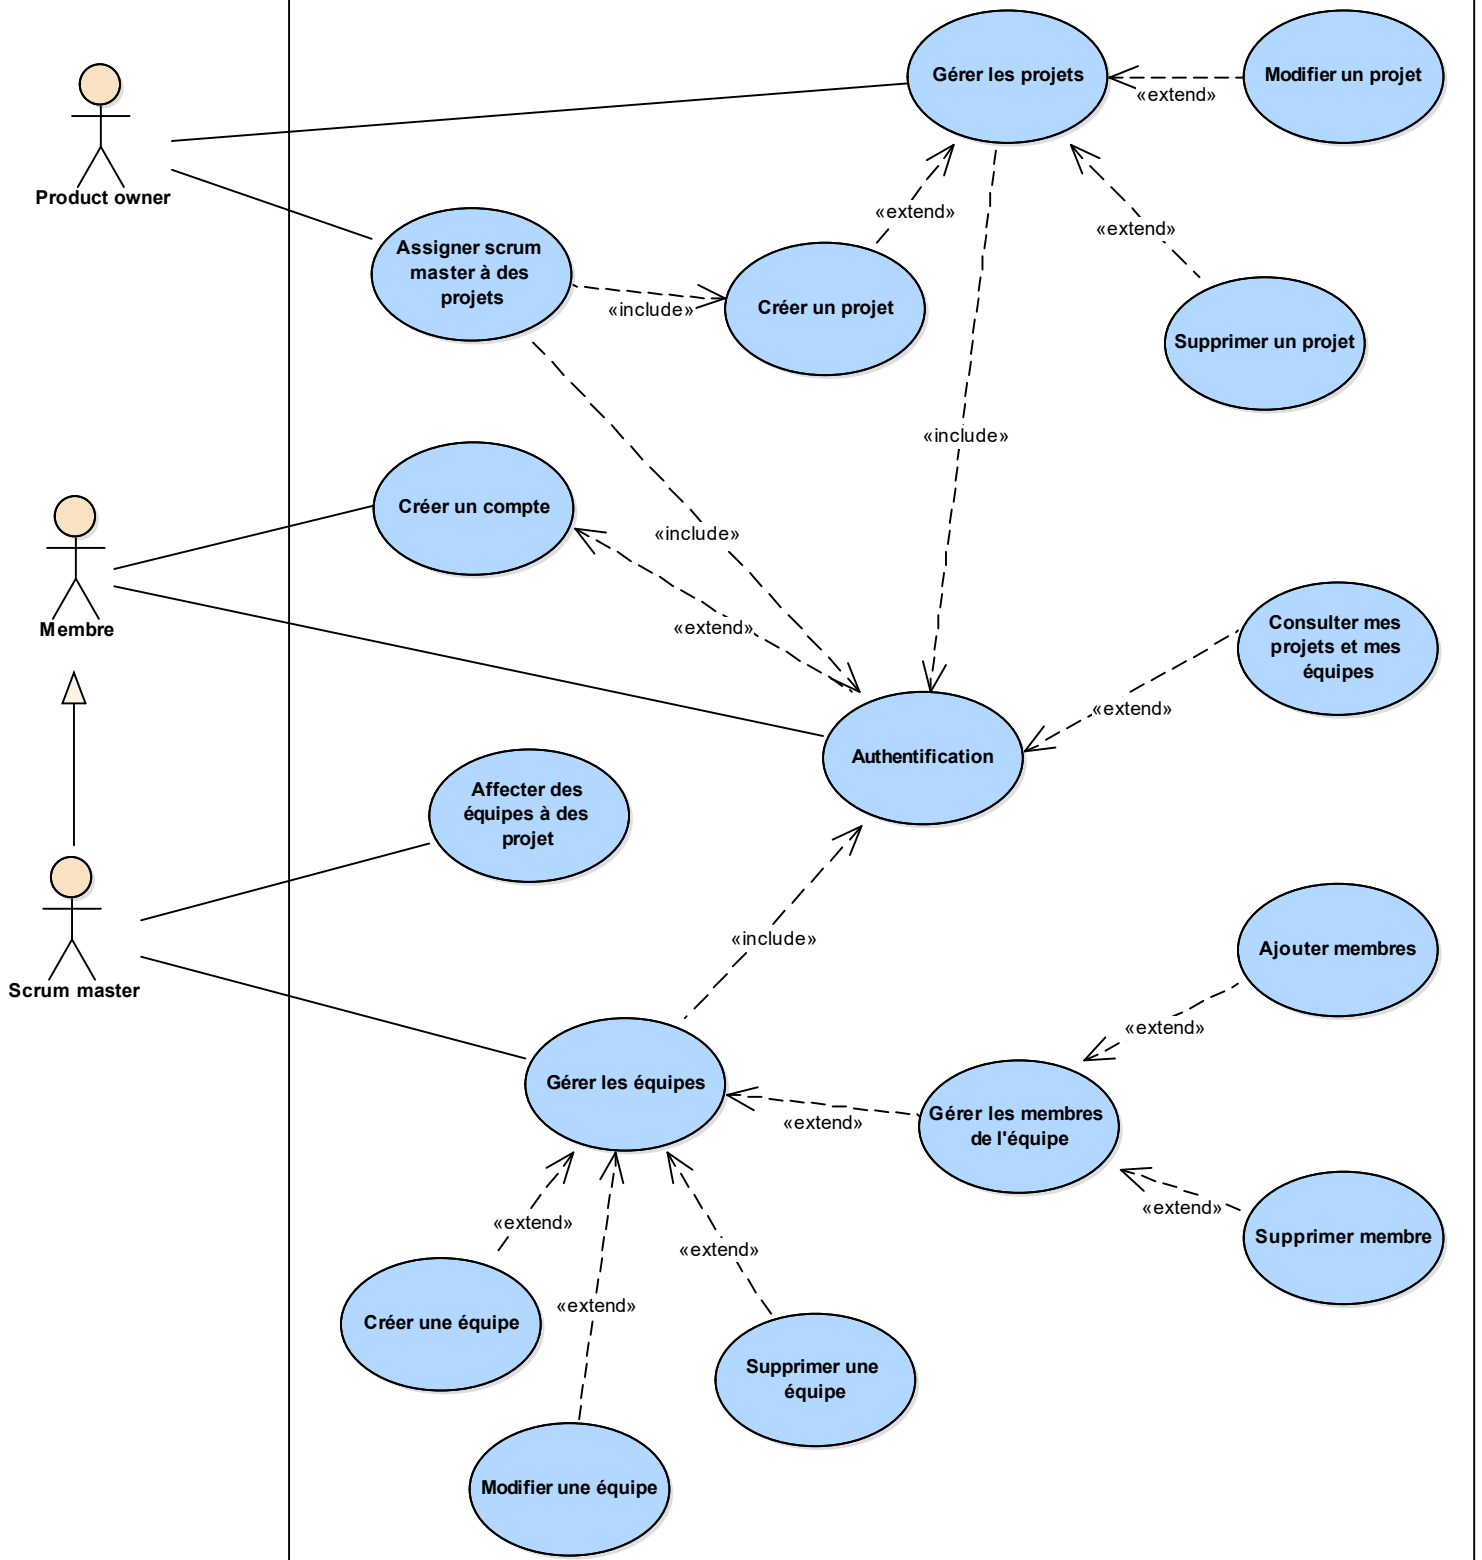 Gérer les projets
Modifier un projet
«extend»
Product owner
«extend»
«extend»
Assigner scrum
master à des
projets
«include»
Créer un projet
Supprimer un projet
«include»
Créer un compte
«include»
«extend»
Membre
Consulter mes
projets et mes
équipes
«extend»
Authentification
Affecter des
équipes à des
projet
«include»
Ajouter membres
Scrum master
«extend»
Gérer les équipes
«extend»
Gérer les membres
de l'équipe
«extend»
Supprimer membre
«extend»
«extend»
«extend»
Créer une équipe
Supprimer une
équipe
Modifier une équipe